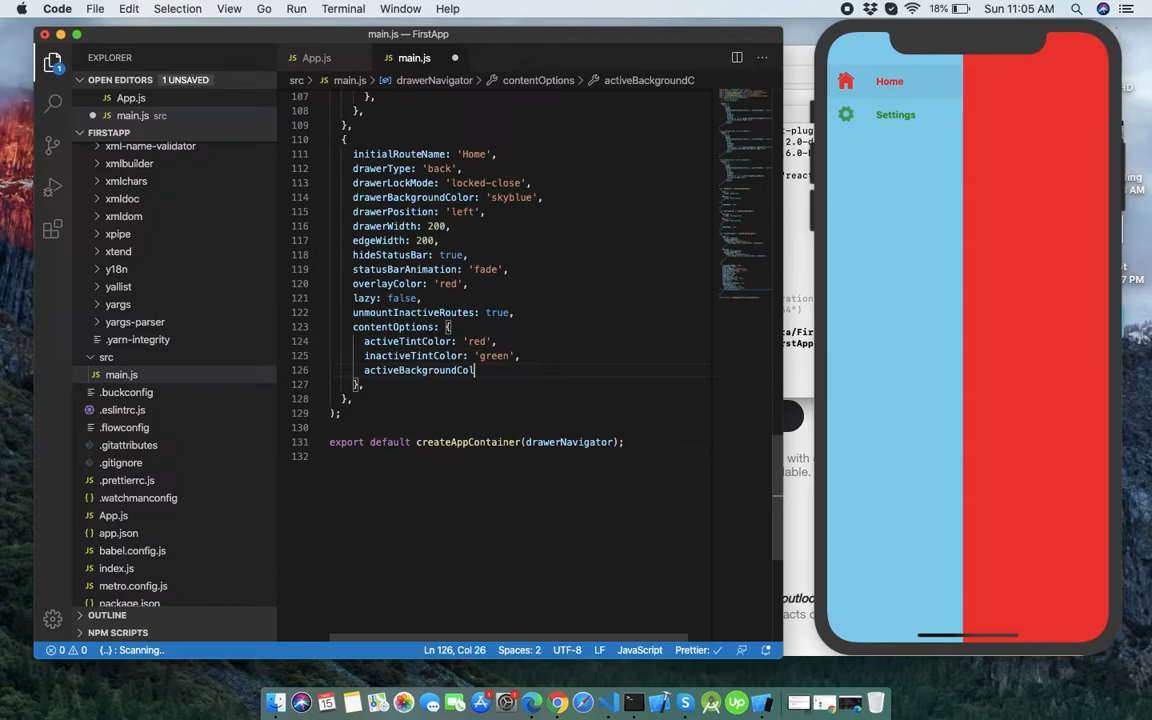 Code File Edit Selection View Go Run Terminal Window Help
18% Sun 11:05 AM
main.js — FirstApp
EXPLORER
App.js
main.js
OPEN EDITORS 1 UNSAVED
src main.js drawerNavigator contentOptions activeBackgroundC
App.js
main.js src
FIRSTAPP
xml-name-validator
xmlbuilder
xmlchars
xmldoc
xmldom
xpipe
xtend
y18n
yallist
yargs
yargs-parser
.yarn-integrity
src
main.js
.buckconfig
.eslintrc.js
.flowconfig
.gitattributes
.gitignore
.prettierrc.js
.watchmanconfig
App.js
app.json
babel.config.js
index.js
metro.config.js
package.json
OUTLINE
NPM SCRIPTS
107 },
108 },
109 },
110 {
111 initialRouteName: 'Home',
112 drawerType: 'back',
113 drawerLockMode: 'locked-close',
114 drawerBackgroundColor: 'skyblue',
115 drawerPosition: 'left',
116 drawerWidth: 200,
117 edgeWidth: 200,
118 hideStatusBar: true,
119 statusBarAnimation: 'fade',
120 overlayColor: 'red',
121 lazy: false,
122 unmountInactiveRoutes: true,
123 contentOptions: {
124 activeTintColor: 'red',
125 inactiveTintColor: 'green',
126 activeBackgroundCol
127 },
128 },
129 );
130
131 export default createAppContainer(drawerNavigator);
132
0 0 {..} : Scanning..
Ln 126, Col 26 Spaces: 2 UTF-8 LF JavaScript Prettier: ✓
Home
Settings